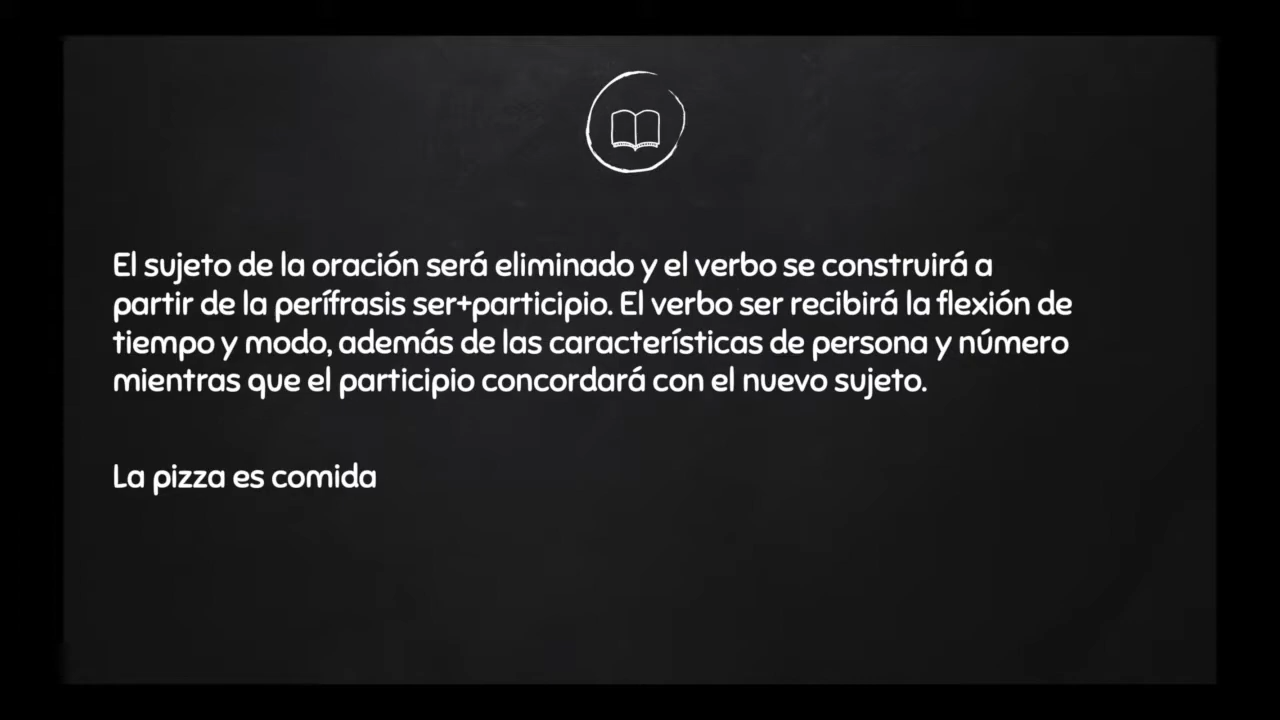 El sujeto de la oración será eliminado y el verbo se construirá a
partir de la perífrasis ser+participio. El verbo ser recibirá la flexión de
tiempo y modo, además de las características de persona y número
mientras que el participio concordará con el nuevo sujeto.
La pizza es comida